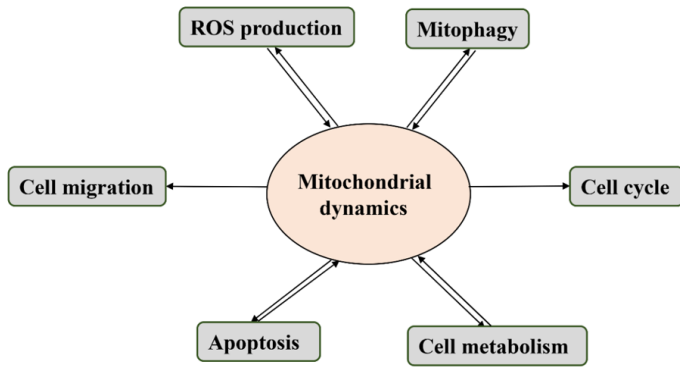 ROS production
Mitophagy
Cell migration
Mitochondrial
dynamics
Cell cycle
Apoptosis
Cell metabolism